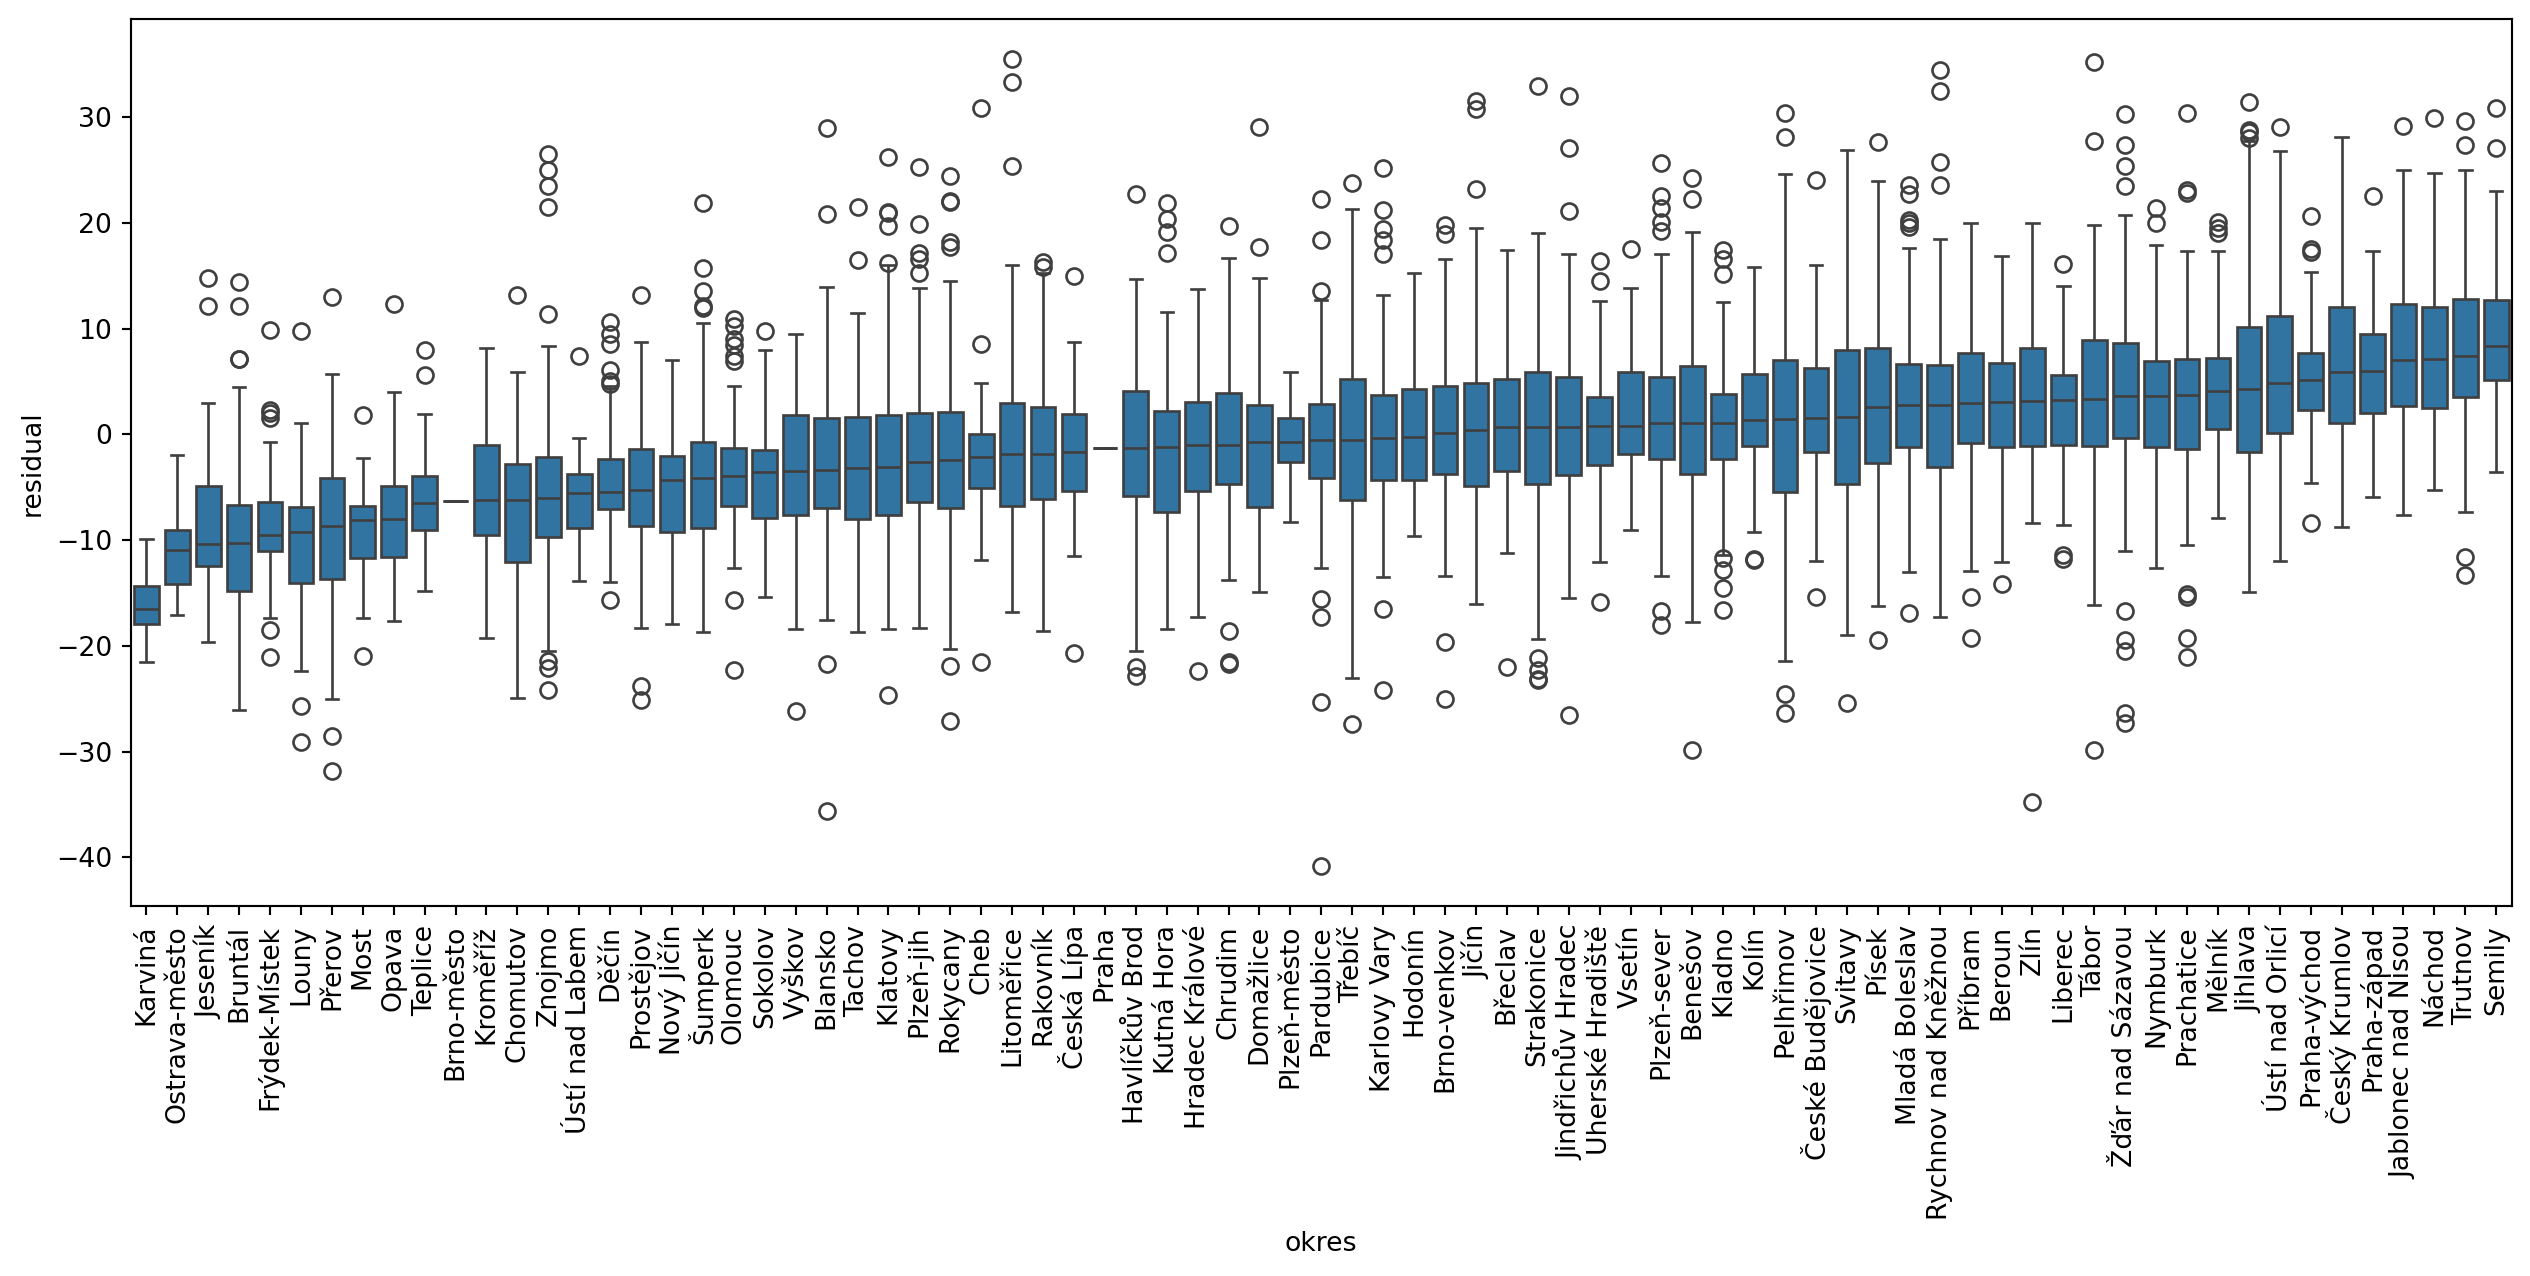 residual
30
20
10
0
−10
−20
−30
−40
Karviná
Ostrava-město
Jeseník
Bruntál
Frýdek-Místek
Louny
Přerov
Most
Opava
Teplice
Brno-město
Kroměříž
Chomutov
Znojmo
Ústí nad Labem
Děčín
Prostějov
Nový Jičín
Šumperk
Olomouc
Sokolov
Vyškov
Blansko
Tachov
Klatovy
Plzeň-jih
Rokycany
Cheb
Litoměřice
Rakovník
Česká Lípa
Praha
Havlíčkův Brod
Kutná Hora
Hradec Králové
Chrudim
Domažlice
Plzeň-město
Pardubice
Třebíč
Karlovy Vary
Hodonín
Brno-venkov
Jičín
Břeclav
Strakonice
Jindřichův Hradec
Uherské Hradiště
Vsetín
Plzeň-sever
Benešov
Kladno
Kolín
Pelhřimov
České Budějovice
Svitavy
Písek
Mladá Boleslav
Rychnov nad Kněžnou
Příbram
Beroun
Zlín
Liberec
Tábor
Žďár nad Sázavou
Nymburk
Prachatice
Mělník
Jihlava
Ústí nad Orlicí
Praha-východ
Český Krumlov
Praha-západ
Jablonec nad Nisou
Náchod
Trutnov
Semily
okres